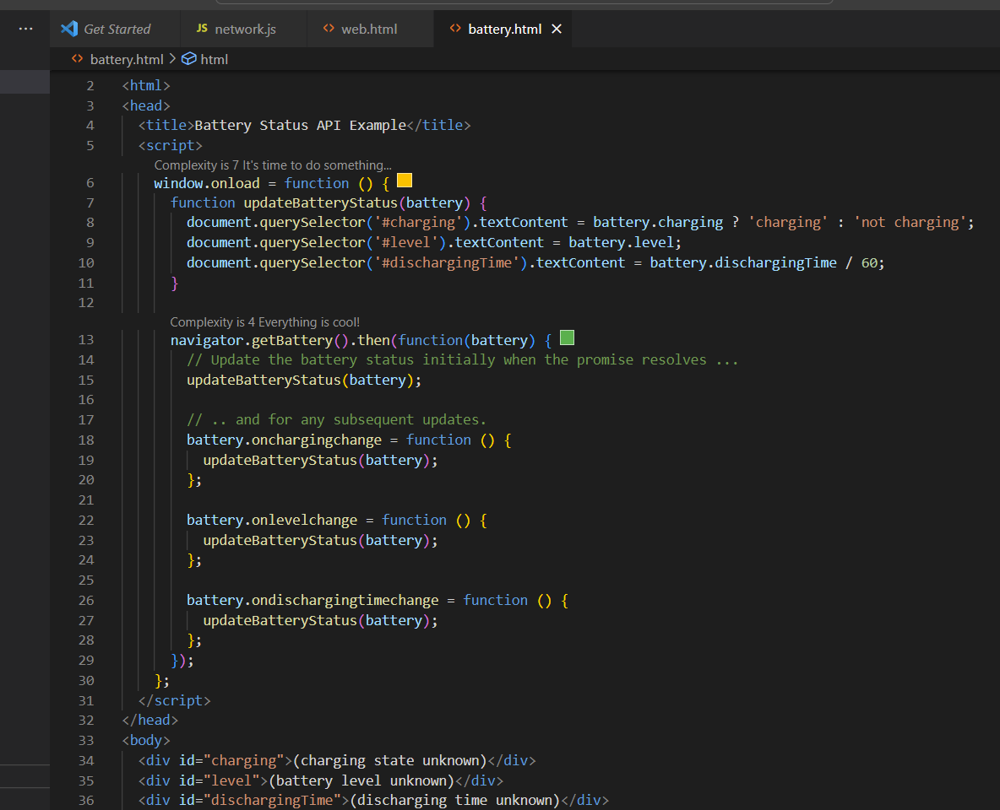 Get Started JS network.js <> web.html <> battery.html ×
<> battery.html > html
2 <html>
3 <head>
4 <title>Battery Status API Example</title>
5 <script>
Complexity is 7 It's time to do something...
6 window.onload = function () {
7 function updateBatteryStatus(battery) {
8 document.querySelector('#charging').textContent = battery.charging ? 'charging' : 'not charging';
9 document.querySelector('#level').textContent = battery.level;
10 document.querySelector('#dischargingTime').textContent = battery.dischargingTime / 60;
11 }
12
Complexity is 4 Everything is cool!
13 navigator.getBattery().then(function(battery) {
14 // Update the battery status initially when the promise resolves ...
15 updateBatteryStatus(battery);
16
17 // .. and for any subsequent updates.
18 battery.onchargingchange = function () {
19 updateBatteryStatus(battery);
20 };
21
22 battery.onlevelchange = function () {
23 updateBatteryStatus(battery);
24 };
25
26 battery.ondischargingtimechange = function () {
27 updateBatteryStatus(battery);
28 };
29 });
30 };
31 </script>
32 </head>
33 <body>
34 <div id="charging">(charging state unknown)</div>
35 <div id="level">(battery level unknown)</div>
36 <div id="dischargingTime">(discharging time unknown)</div>